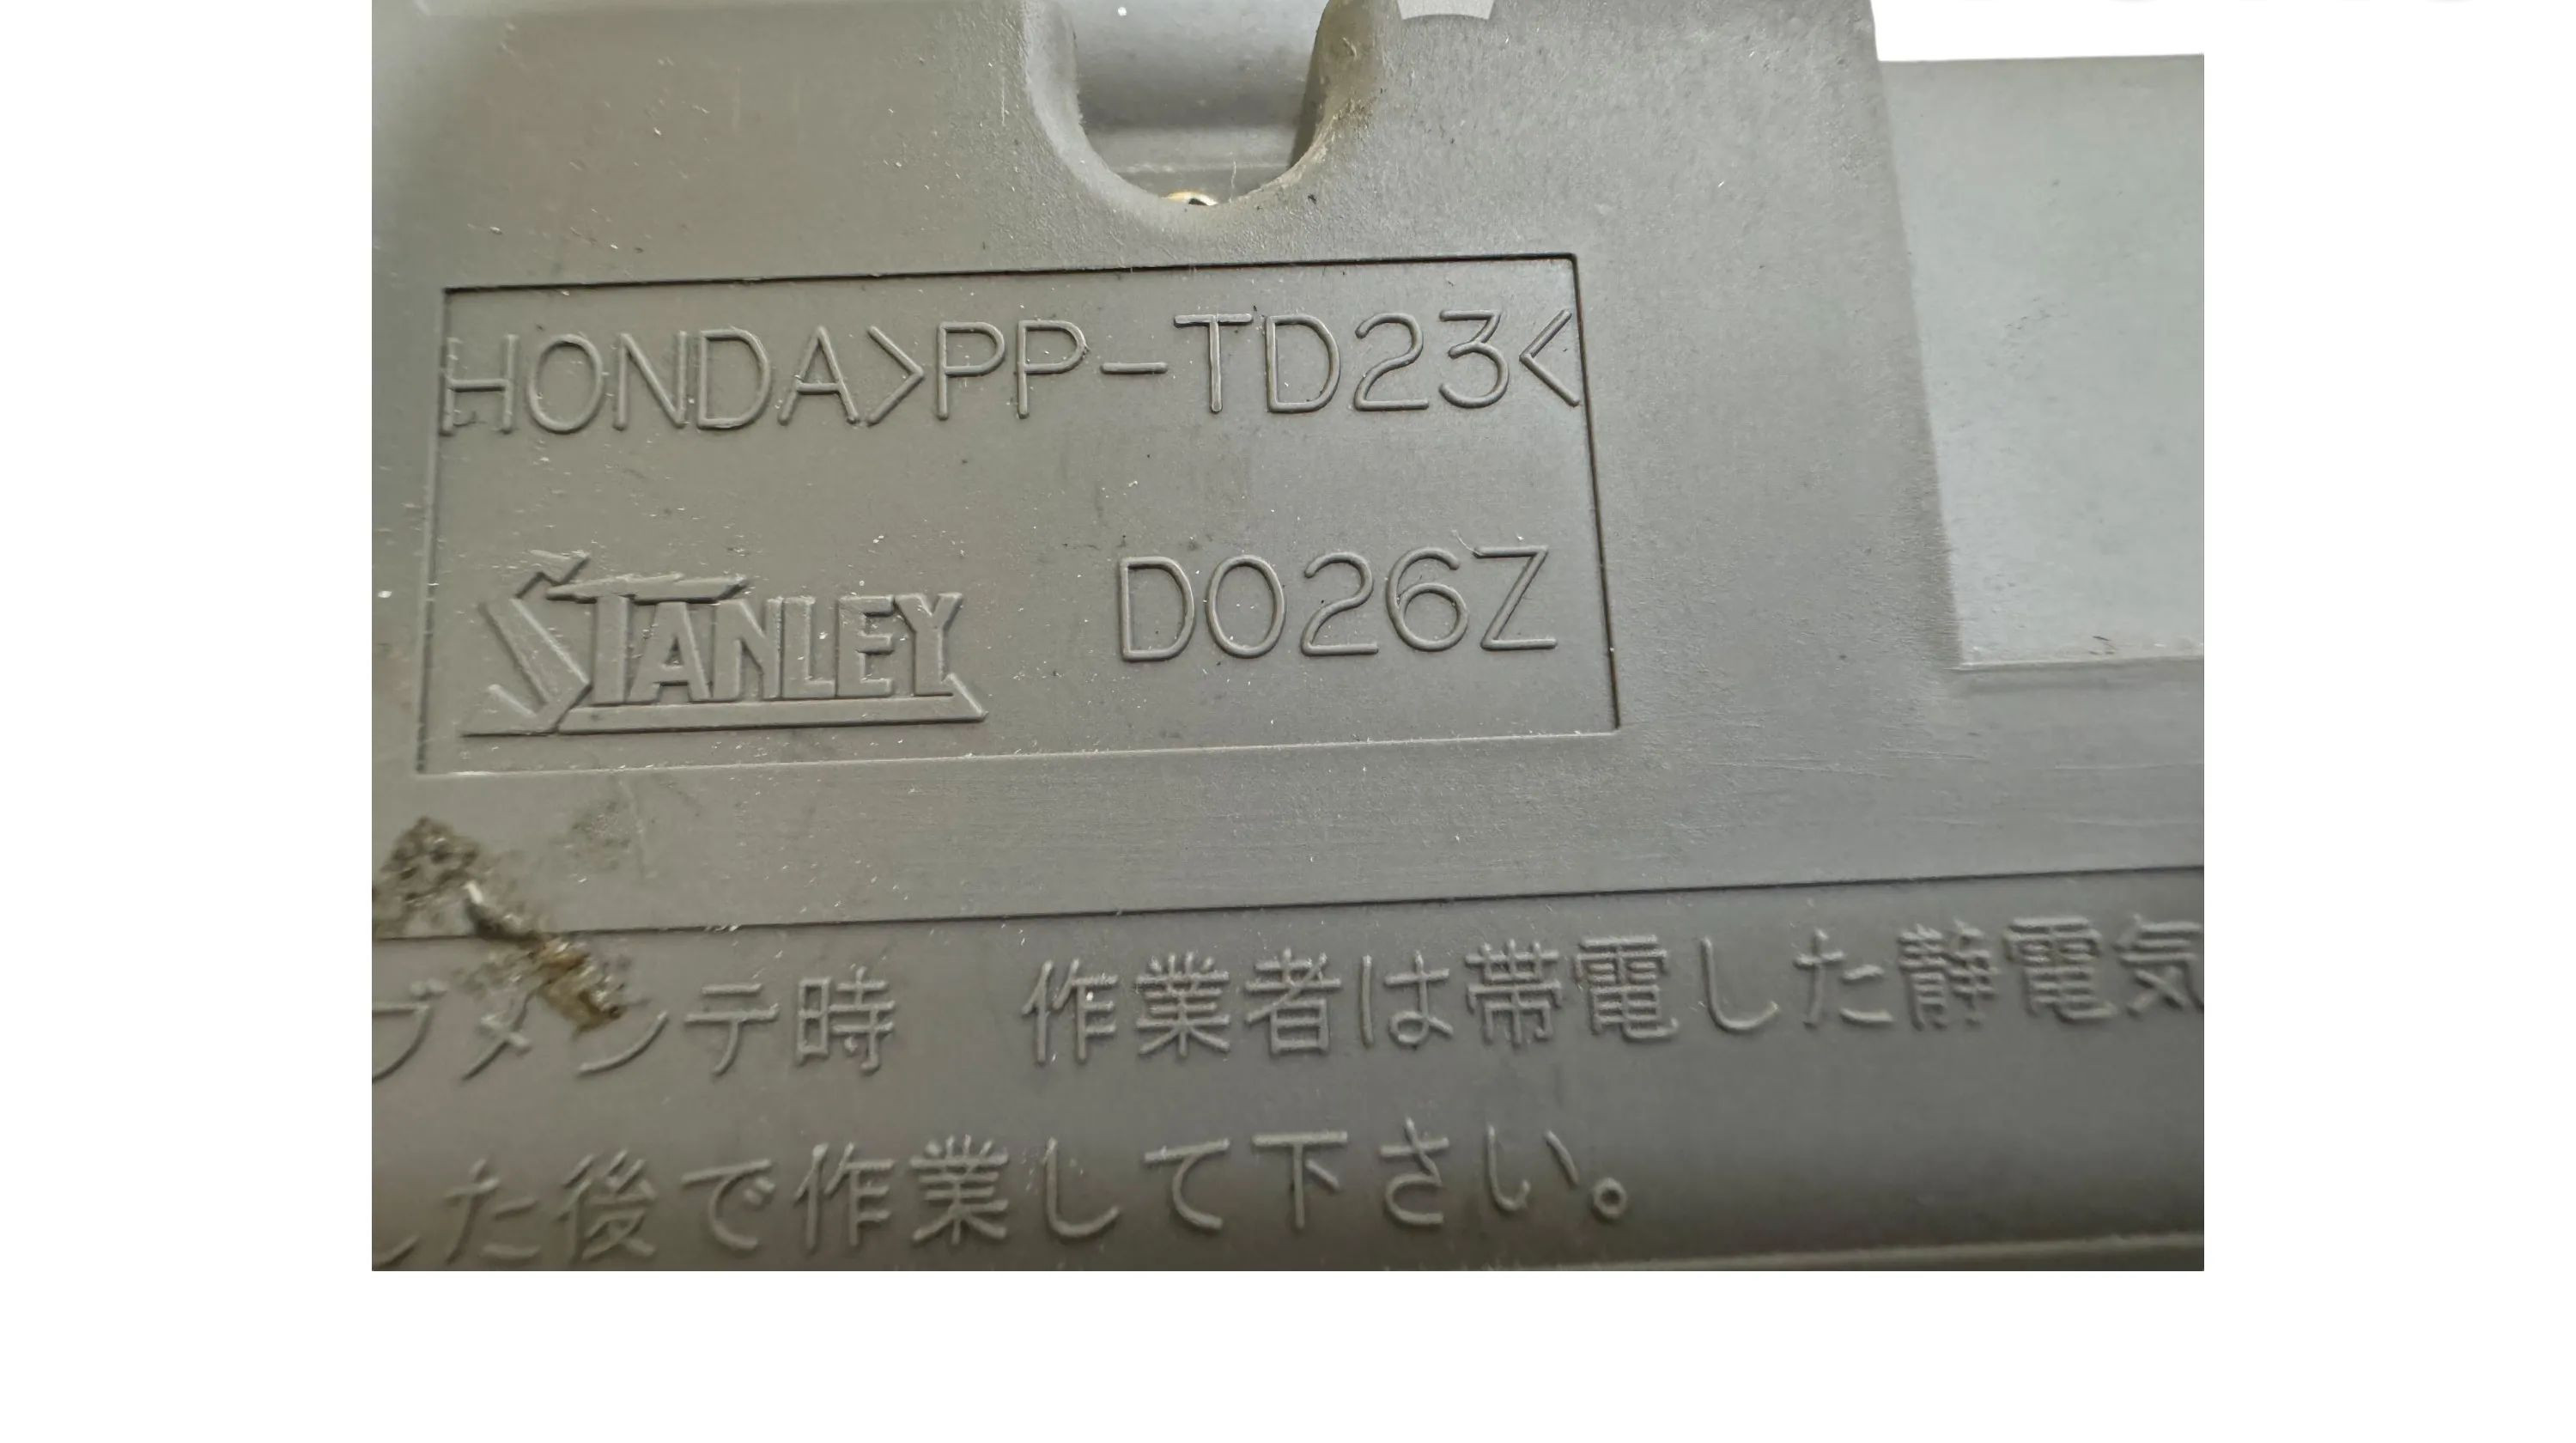 HONDA>PP-TD23<
STANLEY D026Z
ブメンテ時 作業者は帯電した静電気
した後で作業して下さい。